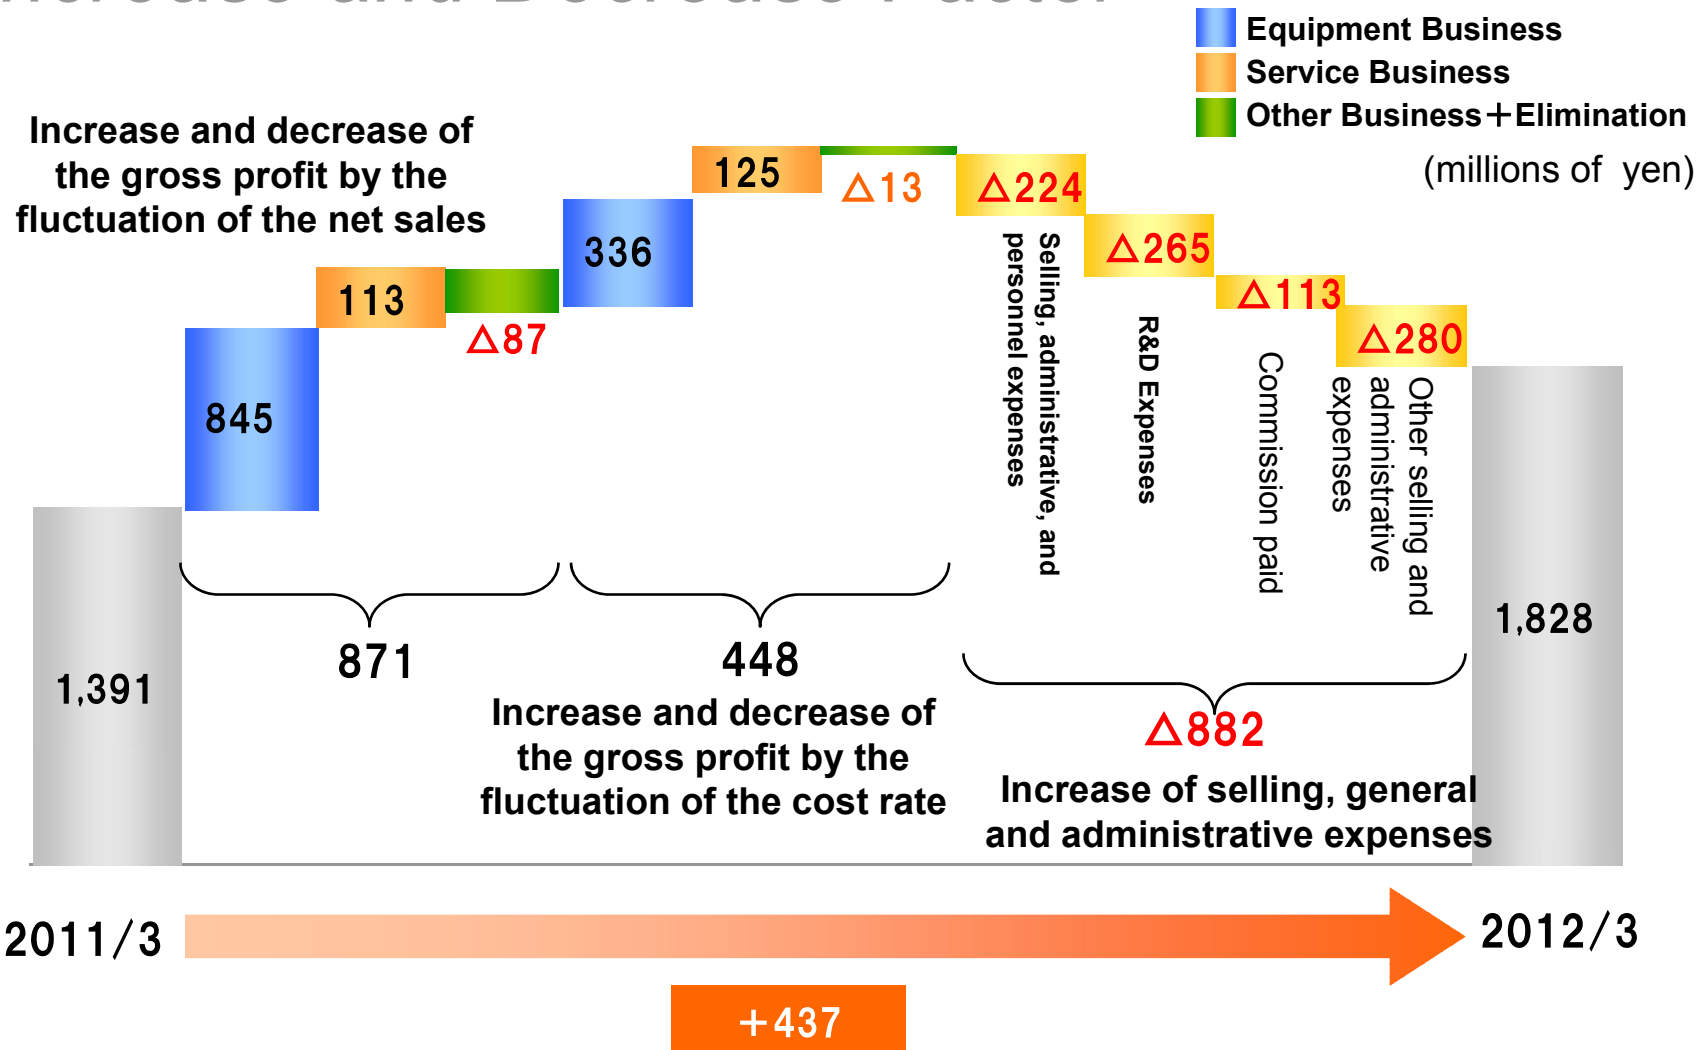 and Decrease Factor
Equipment Business
Service Business
Other Business＋Elimination
(millions of yen)
Increase and decrease of
the gross profit by the
fluctuation of the net sales
845
113
△87
336
125
△13
△224
△265
△113
△280
Selling, administrative, and
personnel expenses
R&D Expenses
Commission paid
Other selling and
administrative
expenses
1,391
871
448
Increase and decrease of
the gross profit by the
fluctuation of the cost rate
△882
Increase of selling, general
and administrative expenses
1,828
2011/3
2012/3
＋437